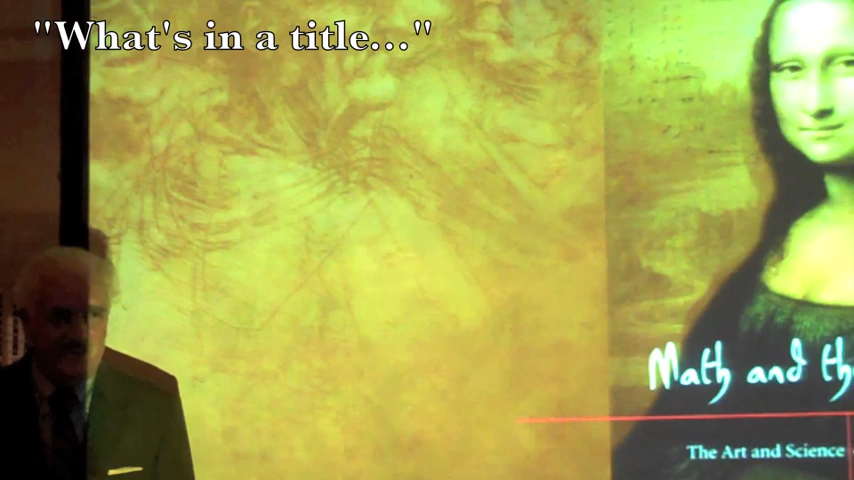 "What's in a title..."
Math and th
The Art and Science